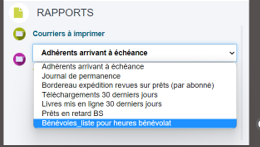 RAPPORTS
Courriers à imprimer
Adhérents arrivant à échéance
Adhérents arrivant à échéance
Journal de permanence
Bordereau expédition revues sur prêts (par abonné)
Téléchargements 30 derniers jours
Livres mis en ligne 30 derniers jours
Prêts en retard BS
Bénévoles_liste pour heures bénévolat